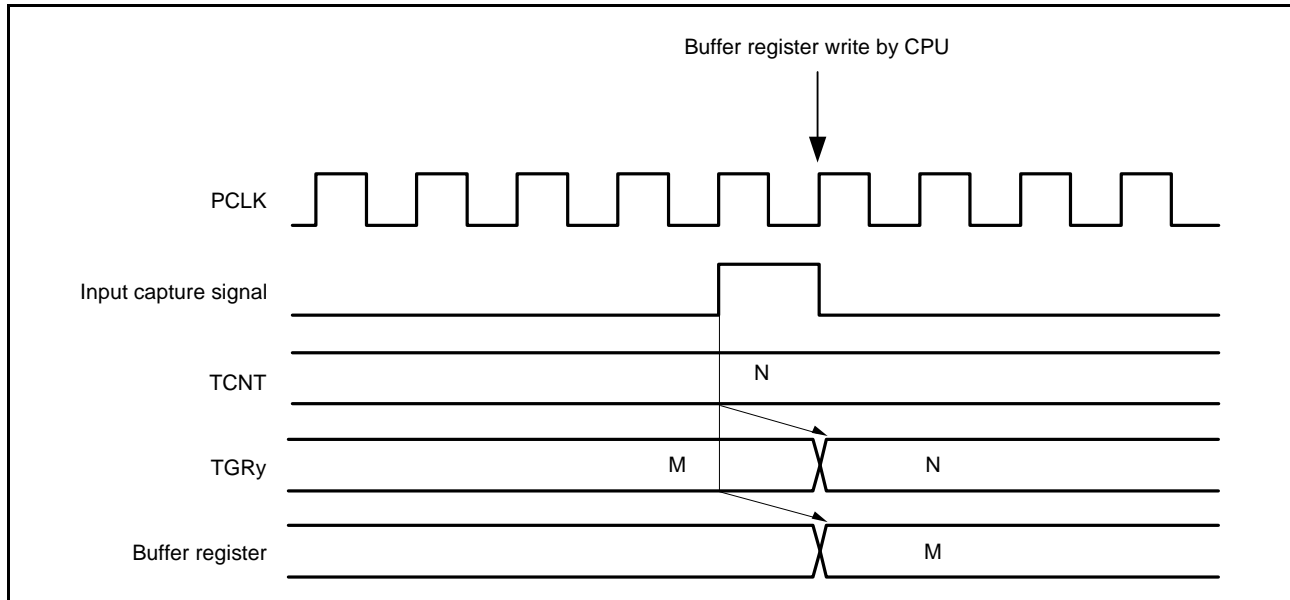 Buffer register write by CPU
PCLK
Input capture signal
TCNT
N
TGRy
M
N
Buffer register
M